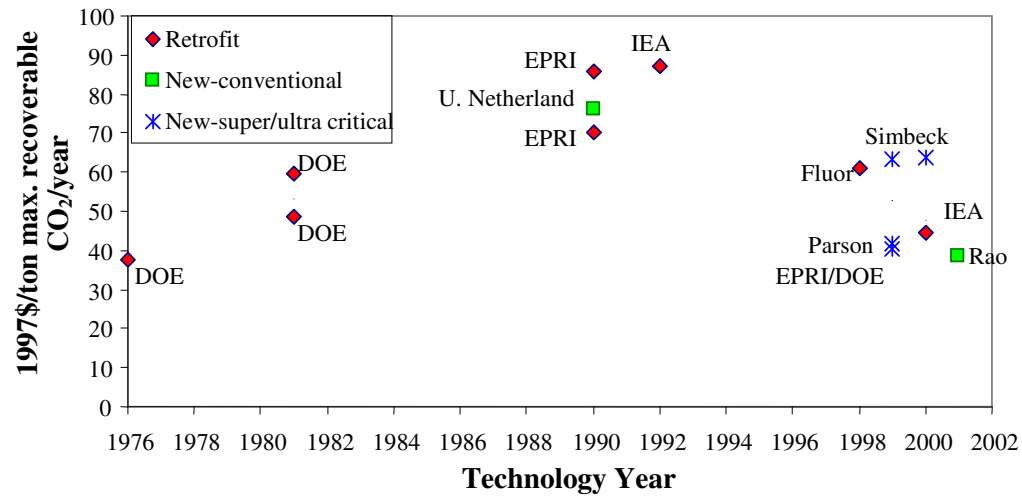 1997$/ton max. recoverable
CO₂/year
100
90
80
70
60
50
40
30
20
10
0
Retrofit
New-conventional
New-super/ultra critical
DOE
DOE
DOE
EPRI
U. Netherland
EPRI
IEA
Simbeck
Fluor
IEA
Parson
EPRI/DOE
Rao
1976 1978 1980 1982 1984 1986 1988 1990 1992 1994 1996 1998 2000 2002
Technology Year